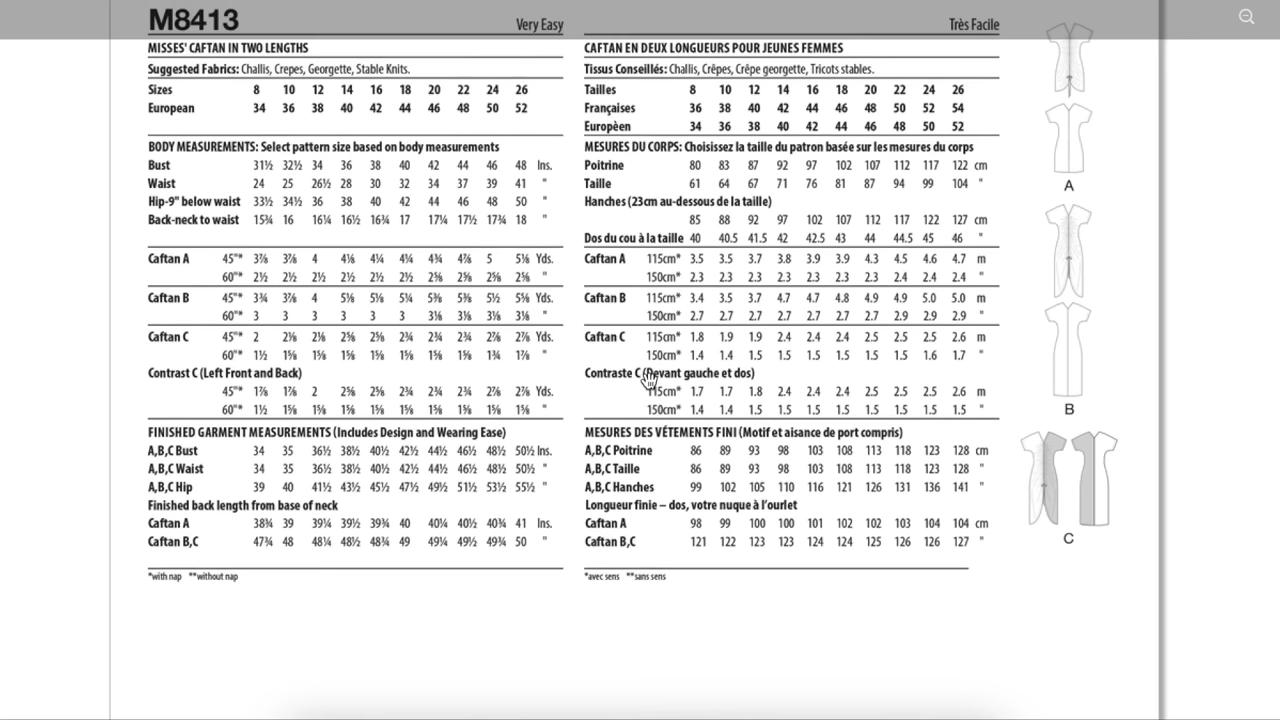 M8413 Very Easy
MISSES' CAFTAN IN TWO LENGTHS
Suggested Fabrics: Challis, Crepes, Georgette, Stable Knits.
Sizes 8 10 12 14 16 18 20 22 24 26
European 34 36 38 40 42 44 46 48 50 52
BODY MEASUREMENTS: Select pattern size based on body measurements
Bust 31½ 32½ 34 36 38 40 42 44 46 48 Ins.
Waist 24 25 26½ 28 30 32 34 37 39 41 "
Hip-9" below waist 33½ 34½ 36 38 40 42 44 46 48 50 "
Back-neck to waist 15¾ 16 16¼ 16½ 16¾ 17 17¼ 17½ 17¾ 18 "
Caftan A 45"* 3⅞ 3⅞ 4 4⅛ 4¼ 4¼ 4¾ 4⅞ 5 5⅛ Yds.
60"* 2½ 2½ 2½ 2½ 2½ 2½ 2⅝ 2⅝ 2⅝ 2⅝ "
Caftan B 45"* 3¾ 3⅞ 4 5⅛ 5⅛ 5¼ 5⅜ 5⅜ 5½ 5⅝ Yds.
60"* 3 3 3 3 3 3 3⅛ 3⅛ 3⅛ 3⅛ "
Caftan C 45"* 2 2⅛ 2⅛ 2⅝ 2⅝ 2¾ 2¾ 2¾ 2⅞ 2⅞ Yds.
60"* 1½ 1⅝ 1⅝ 1⅝ 1⅝ 1⅝ 1⅝ 1⅝ 1¾ 1⅞ "
Contrast C (Left Front and Back)
45"* 1⅞ 1⅞ 2 2⅝ 2⅝ 2¾ 2¾ 2¾ 2⅞ 2⅞ Yds.
60"* 1½ 1⅝ 1⅝ 1⅝ 1⅝ 1⅝ 1⅝ 1⅝ 1⅝ 1⅝ "
FINISHED GARMENT MEASUREMENTS (Includes Design and Wearing Ease)
A,B,C Bust 34 35 36½ 38½ 40½ 42½ 44½ 46½ 48½ 50½ Ins.
A,B,C Waist 34 35 36½ 38½ 40½ 42½ 44½ 46½ 48½ 50½ "
A,B,C Hip 39 40 41½ 43½ 45½ 47½ 49½ 51½ 53½ 55½ "
Finished back length from base of neck
Caftan A 38¾ 39 39¼ 39½ 39¾ 40 40¼ 40½ 40¾ 41 Ins.
Caftan B,C 47¾ 48 48¼ 48½ 48¾ 49 49¼ 49½ 49¾ 50 "
*with nap **without nap
Très Facile
CAFTAN EN DEUX LONGUEURS POUR JEUNES FEMMES
Tissus Conseillés: Challis, Crêpes, Crêpe georgette, Tricots stables.
Tailles 8 10 12 14 16 18 20 22 24 26
Françaises 36 38 40 42 44 46 48 50 52 54
Europèen 34 36 38 40 42 44 46 48 50 52
MESURES DU CORPS: Choisissez la taille du patron basée sur les mesures du corps
Poitrine 80 83 87 92 97 102 107 112 117 122 cm
Taille 61 64 67 71 76 81 87 94 99 104 "
Hanches (23cm au-dessous de la taille)
85 88 92 97 102 107 112 117 122 127 cm
Dos du cou à la taille 40 40.5 41.5 42 42.5 43 44 44.5 45 46 "
Caftan A 115cm* 3.5 3.5 3.7 3.8 3.9 3.9 4.3 4.5 4.6 4.7 m
150cm* 2.3 2.3 2.3 2.3 2.3 2.3 2.3 2.4 2.4 2.4 "
Caftan B 115cm* 3.4 3.5 3.7 4.7 4.7 4.8 4.9 4.9 5.0 5.0 m
150cm* 2.7 2.7 2.7 2.7 2.7 2.7 2.7 2.9 2.9 2.9 "
Caftan C 115cm* 1.8 1.9 1.9 2.4 2.4 2.4 2.5 2.5 2.5 2.6 m
150cm* 1.4 1.4 1.5 1.5 1.5 1.5 1.5 1.5 1.6 1.7 "
Contraste C (Devant gauche et dos)
115cm* 1.7 1.7 1.8 2.4 2.4 2.4 2.5 2.5 2.5 2.6 m
150cm* 1.4 1.4 1.5 1.5 1.5 1.5 1.5 1.5 1.5 1.5 "
MESURES DES VÉTEMENTS FINI (Motif et aisance de port compris)
A,B,C Poitrine 86 89 93 98 103 108 113 118 123 128 cm
A,B,C Taille 86 89 93 98 103 108 113 118 123 128 "
A,B,C Hanches 99 102 105 110 116 121 126 131 136 141 "
Longueur finie – dos, votre nuque à l'ourlet
Caftan A 98 99 100 100 101 102 102 103 104 104 cm
Caftan B,C 121 122 123 123 124 124 125 126 126 127 "
*avec sens **sans sens
A
B
C